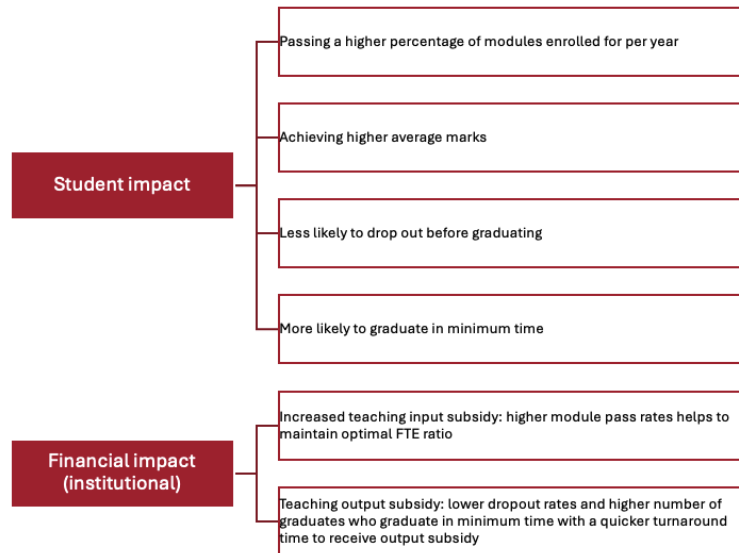 Student impact
Passing a higher percentage of modules enrolled for per year
Achieving higher average marks
Less likely to drop out before graduating
More likely to graduate in minimum time
Financial impact
(institutional)
Increased teaching input subsidy: higher module pass rates helps to
maintain optimal FTE ratio
Teaching output subsidy: lower dropout rates and higher number of
graduates who graduate in minimum time with a quicker turnaround
time to receive output subsidy